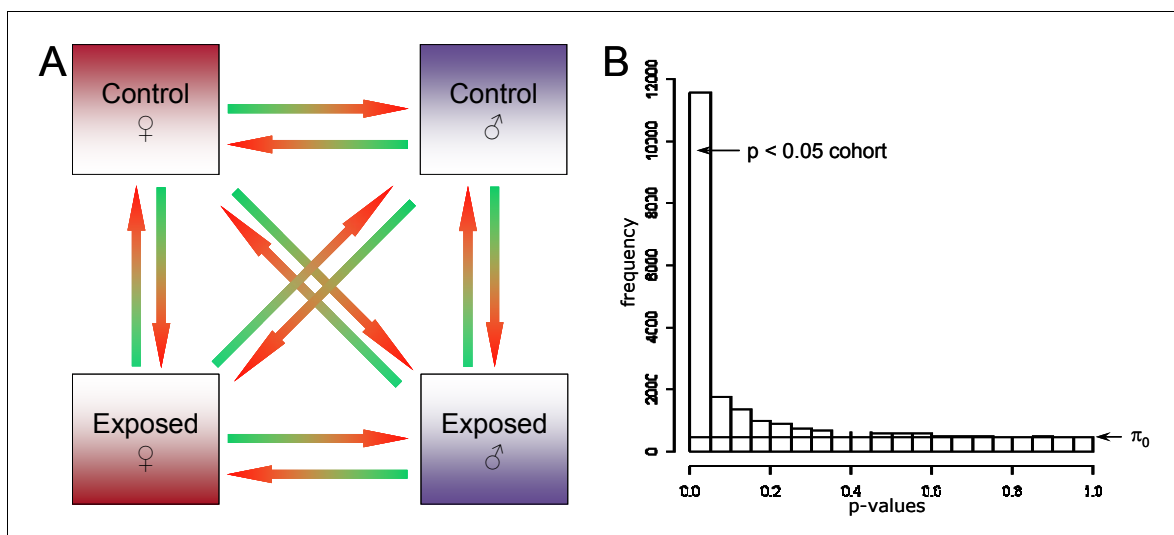 A
Control
♀
Control
♂
Exposed
♀
Exposed
♂
B
12000
10000
8000
6000
4000
2000
0
frequency
p < 0.05 cohort
π0
0.0 0.2 0.4 0.6 0.8 1.0
p-values